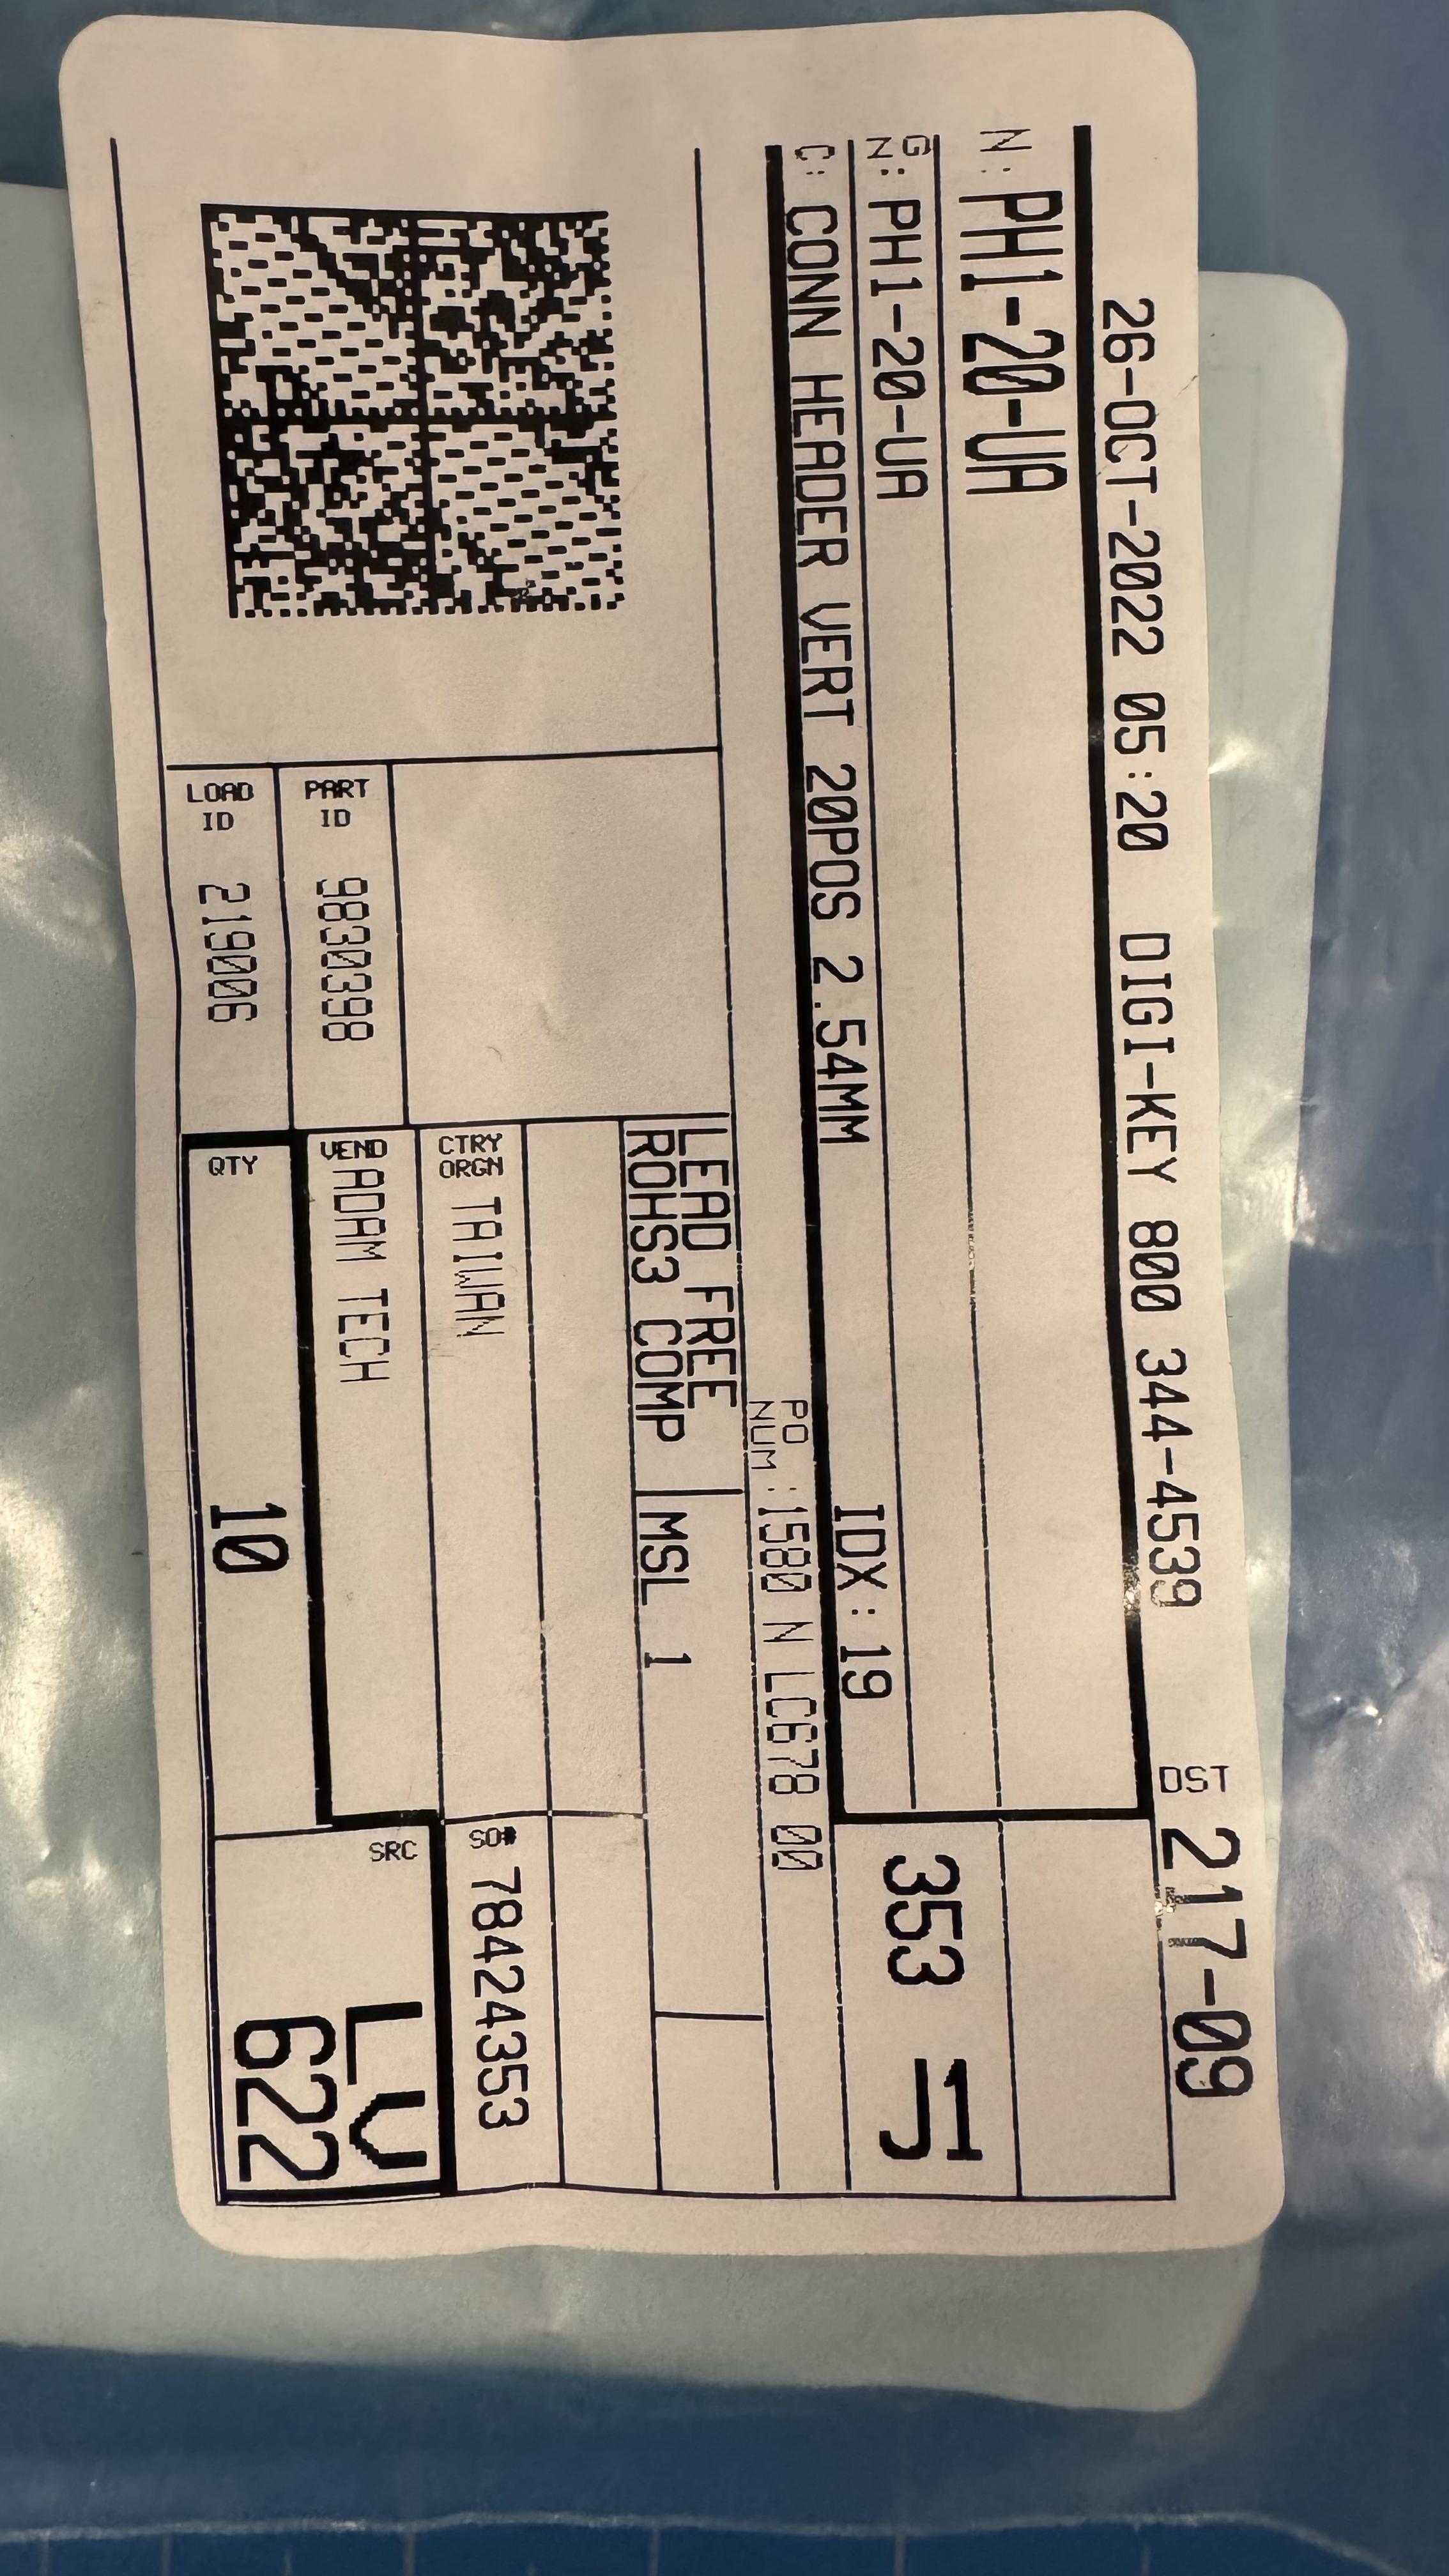 26-OCT-2022 05:20 DIGI-KEY 800 344-4539 DST 217-09
N: PH1-20-UA
G
N: PH1-20-UA
353 J1
C: CONN HEADER VERT 20POS 2.54MM IDX:19
PO
NUM :1580 N LC678 00
LEAD FREE
ROHS3 COMP
MSL 1
CTRY
ORGN TAIWAN
SO# 78424353
PART
ID 9830398
VEND ADAM TECH
SRC
LV
622
LOAD
ID 219006
QTY 10